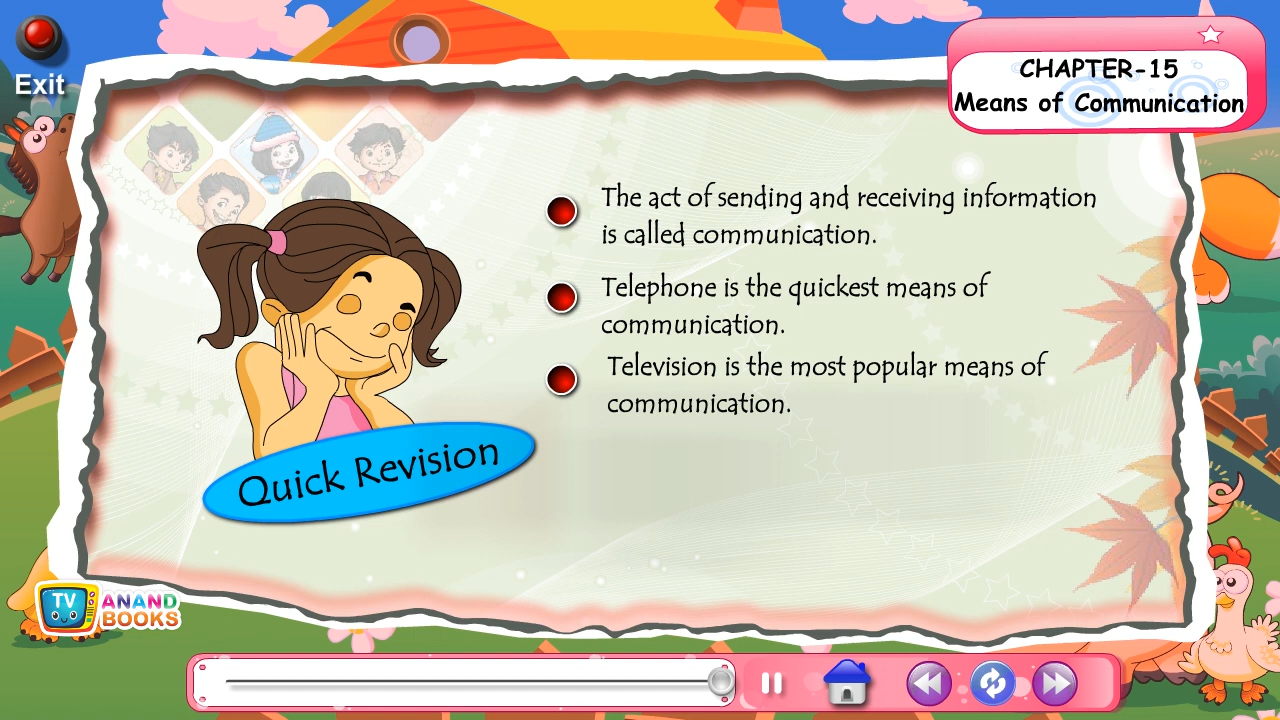 Exit
CHAPTER-15
Means of Communication
The act of sending and receiving information
is called communication.
Telephone is the quickest means of
communication.
Television is the most popular means of
communication.
Quick Revision
TV
ANAND
BOOKS